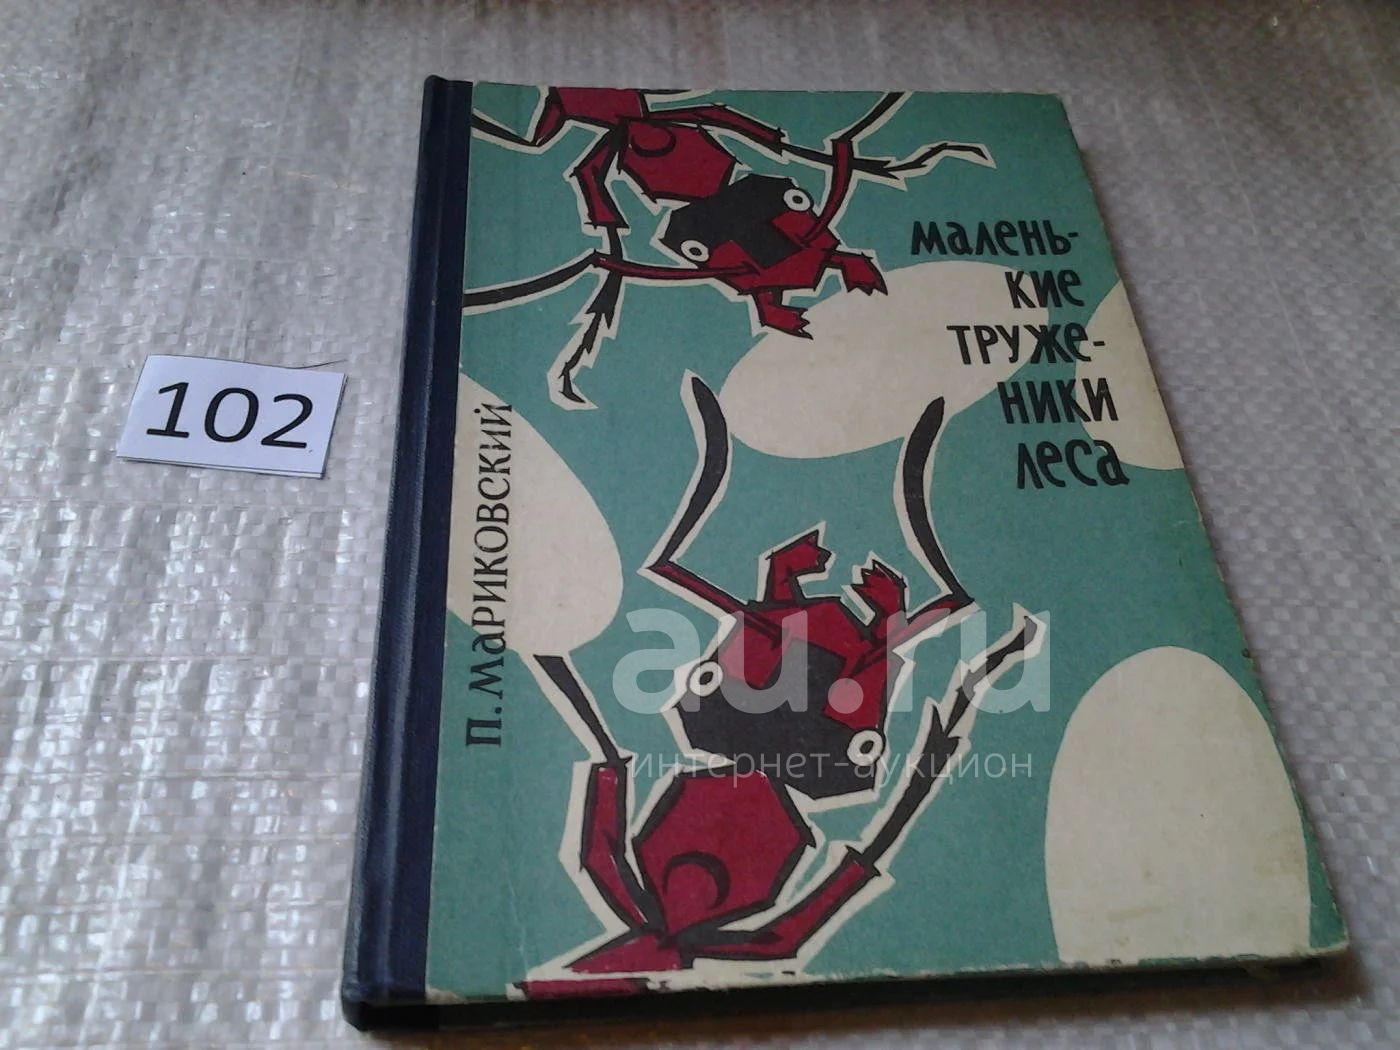 малень-
кие
труже-
ники
леса
П. Мариковский
102
au.ru
интернет-аукцион